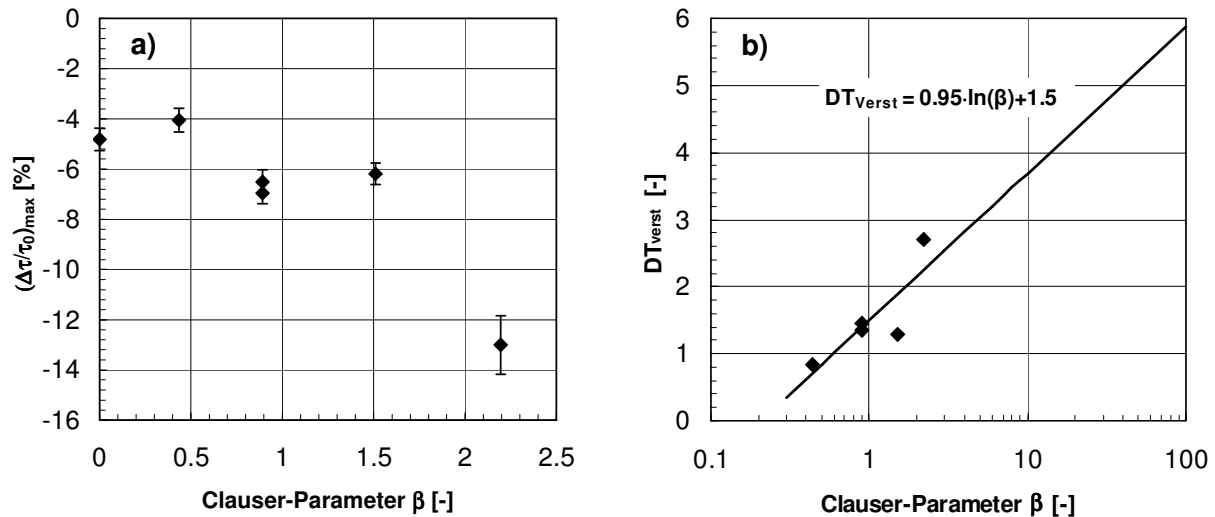 a)
0
-2
-4
-6
-8
-10
-12
-14
-16
(Δτ/τ₀)max [%]
0 0.5 1 1.5 2 2.5
Clauser-Parameter β [-]
b)
6
5
4
3
2
1
0
DTverst [-]
DTVerst = 0.95·ln(β)+1.5
0.1 1 10 100
Clauser-Parameter β [-]